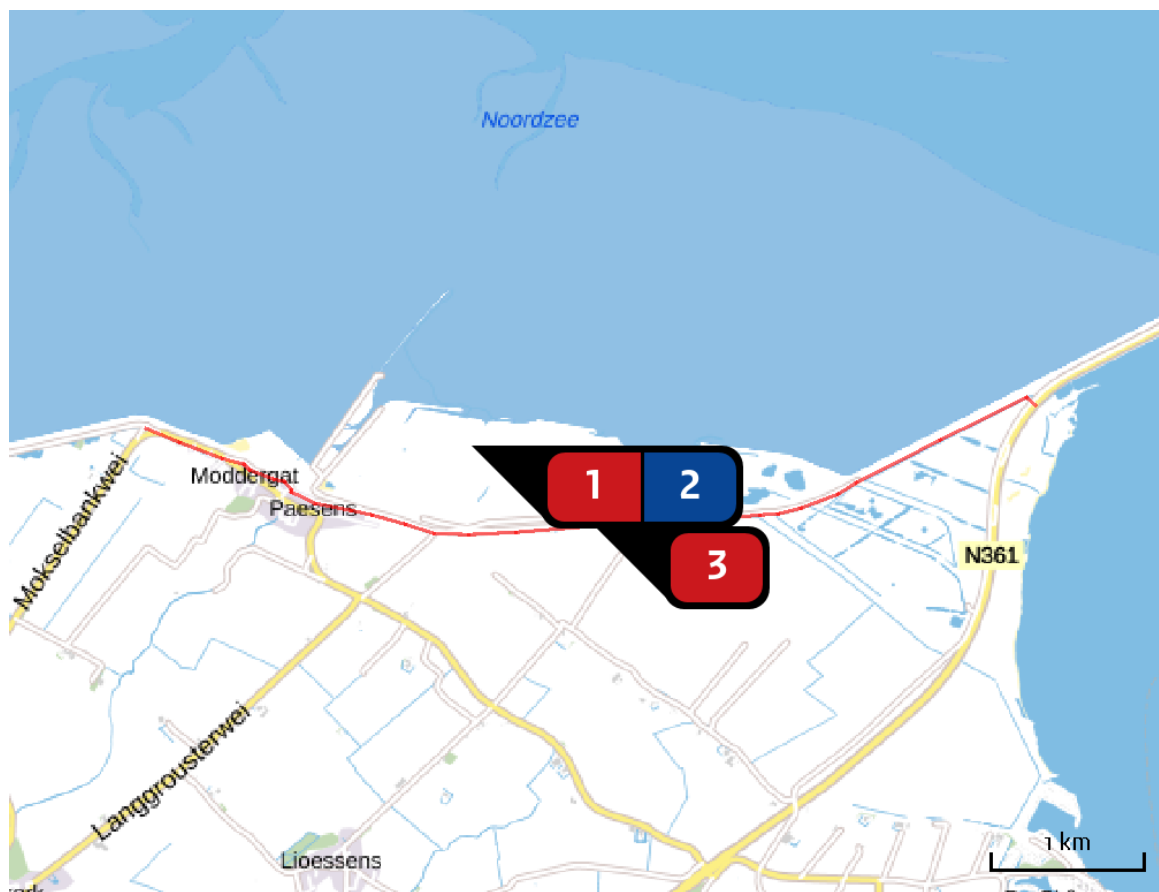 Noordzee
Moddergat
Paesens
Mokselbankwei
1 2
3
N361
Langgrousterwei
Lioessens
1 km